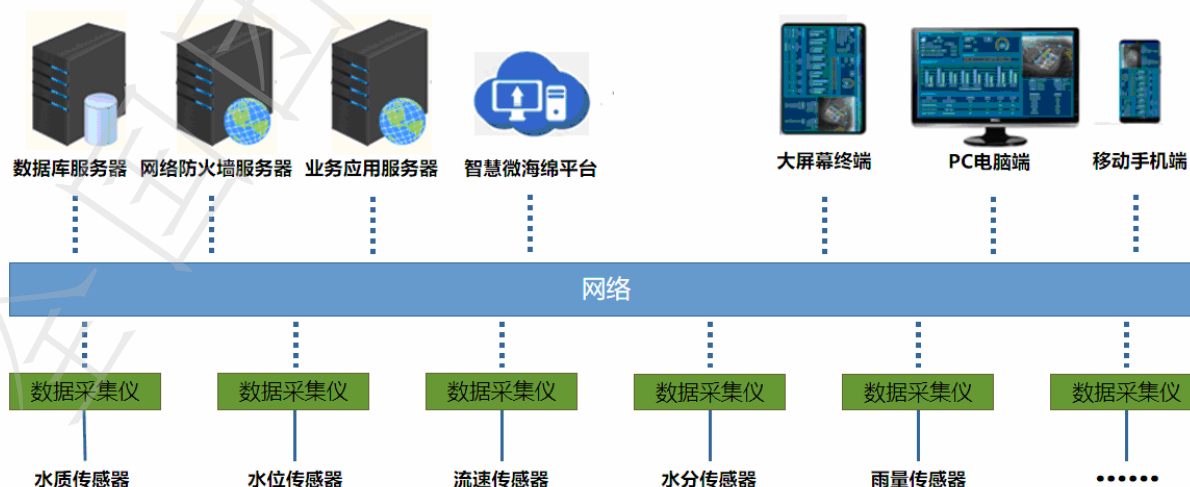 数据库服务器 网络防火墙服务器 业务应用服务器 智慧微海绵平台 大屏幕终端 PC电脑端 移动手机端
网络
数据采集仪 数据采集仪 数据采集仪 数据采集仪 数据采集仪 数据采集仪
水质传感器 水位传感器 流速传感器 水分传感器 雨量传感器 ……